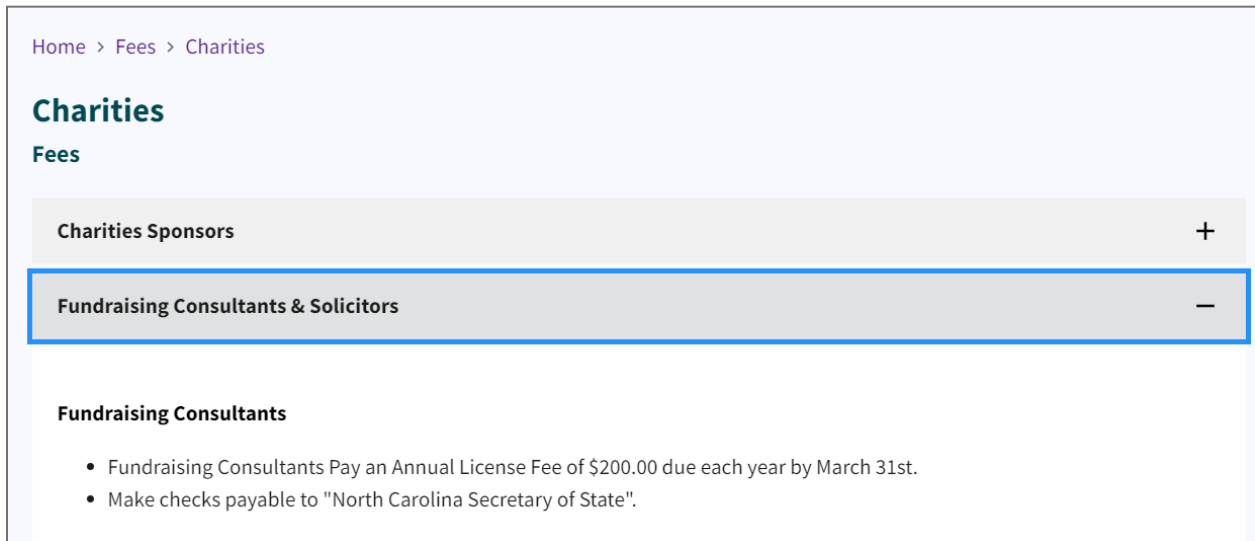 Home > Fees > Charities
Charities
Fees
Charities Sponsors
Fundraising Consultants & Solicitors
Fundraising Consultants
• Fundraising Consultants Pay an Annual License Fee of $200.00 due each year by March 31st.
• Make checks payable to "North Carolina Secretary of State".